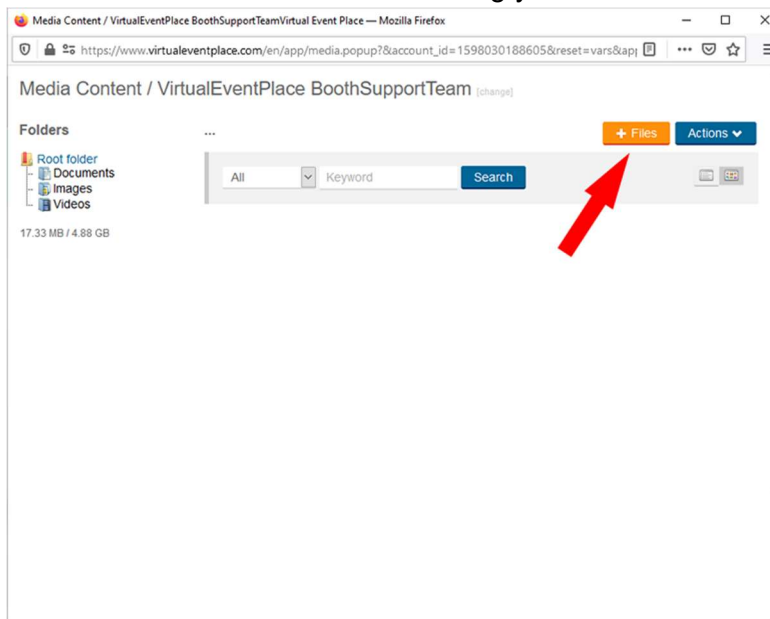 Media Content / VirtualEventPlace BoothSupportTeamVirtual Event Place — Mozilla Firefox
https://www.virtualeventplace.com/en/app/media.popup?&account_id=1598030188605&reset=vars&app
Media Content / VirtualEventPlace BoothSupportTeam [change]
Folders ... + Files Actions
Root folder
Documents
Images
Videos
All Keyword Search
17.33 MB / 4.88 GB